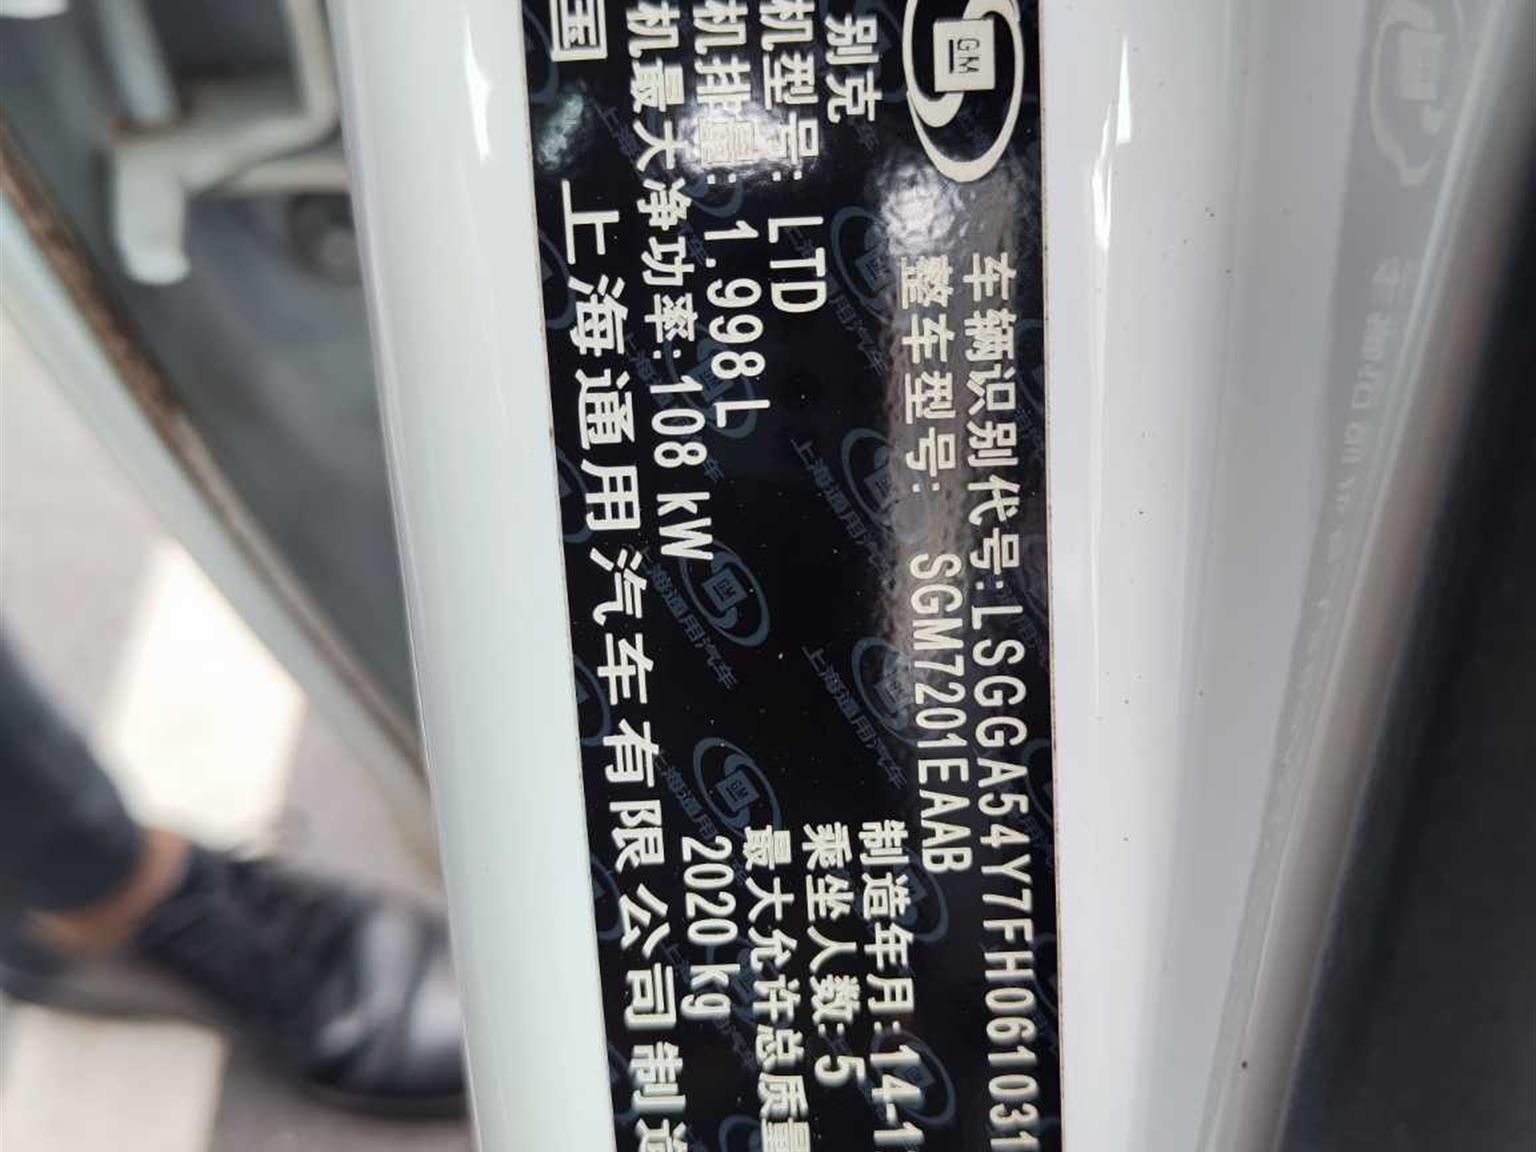 GM
车辆识别代号:LSGGA54Y7FH061031
整车型号: SGM7201EAAB
别克
制造年月:14-1
机型号: LTD
乘坐人数: 5
机排量: 1.998L
最大允许总质量
机最大净功率:108 kW
2020 kg
国
上海通用汽车有限公司制造